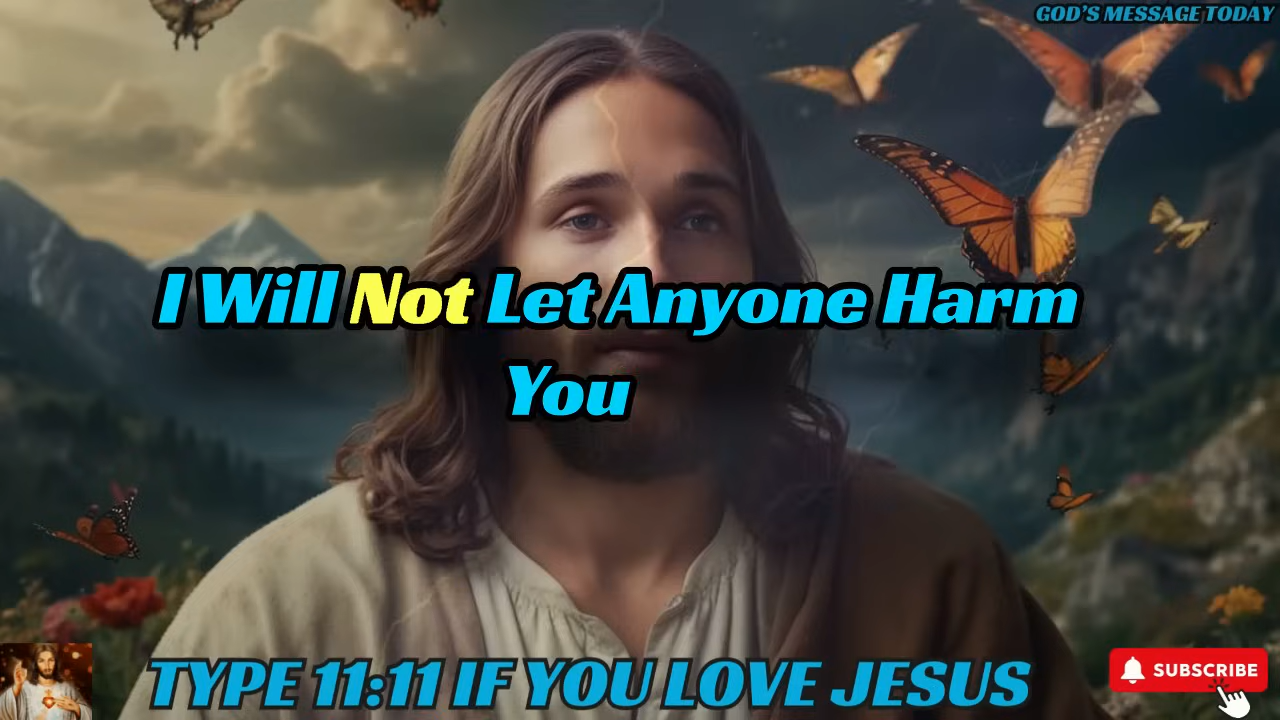 GOD'S MESSAGE TODAY
I Will Not Let Anyone Harm
You
TYPE 11:11 IF YOU LOVE JESUS
SUBSCRIBE